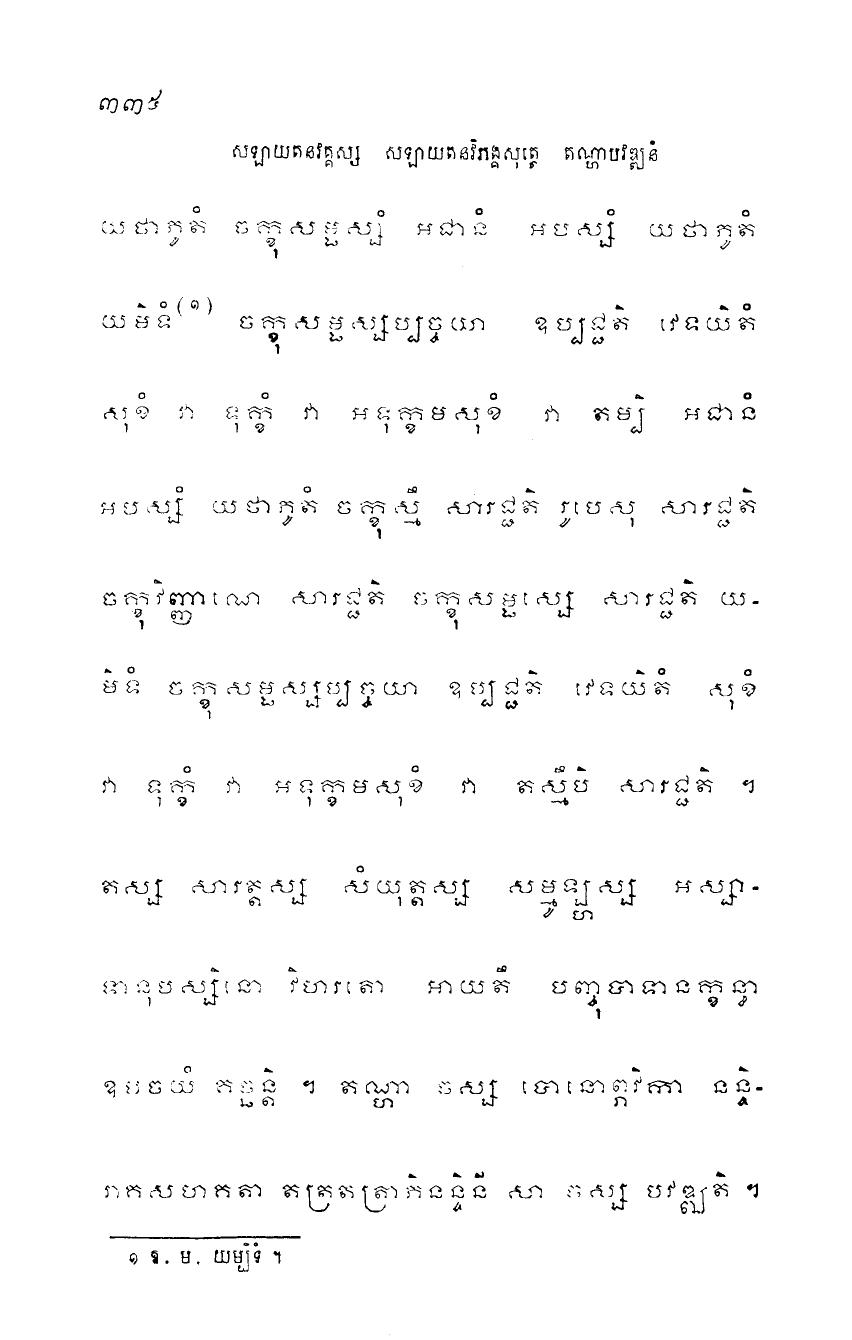 ៣៣៥
សឡាយតនវគ្គស្ស សឡាយតនវិភង្គសុត្តេ តណ្ហាបវឌ្ឍនំ
យថាភូតំ ចក្ខុសម្ផស្សំ អជានំ អបស្សំ យថាភូតំ
យមិទំ(១) ចក្ខុសម្ផស្សប្បច្ចយា ឧប្បជ្ជតិ វេទយិតំ
សុខំ វា ទុក្ខំ វា អទុក្ខមសុខំ វា តម្បិ អជានំ
អបស្សំ យថាភូតំ ចក្ខុស្មឹ សារជ្ជតិ រូបេសុ សារជ្ជតិ
ចក្ខុវិញ្ញាណេ សារជ្ជតិ ចក្ខុសម្ផស្សេ សារជ្ជតិ យ-
មិទំ ចក្ខុសម្ផស្សប្បច្ចយា ឧប្បជ្ជតិ វេទយិតំ សុខំ
វា ទុក្ខំ វា អទុក្ខមសុខំ វា តស្មឹបិ សារជ្ជតិ ។
តស្ស សារត្តស្ស សំយុត្តស្ស សម្មូឡ្ហស្ស អស្សា-
ទានុបស្សិនោ វិហរតោ អាយតឹ បញ្ចុបាទានក្ខន្ធា
ឧបចយំ គច្ឆន្តិ ។ តណ្ហា ចស្ស បោនោព្ភវិកា នន្ទិ-
រាគសហគតា តត្រតត្រាភិនន្ទិនី សា ចស្ស បវឌ្ឍតិ ។
១ ឱ. ម. យម្បិទំ ។